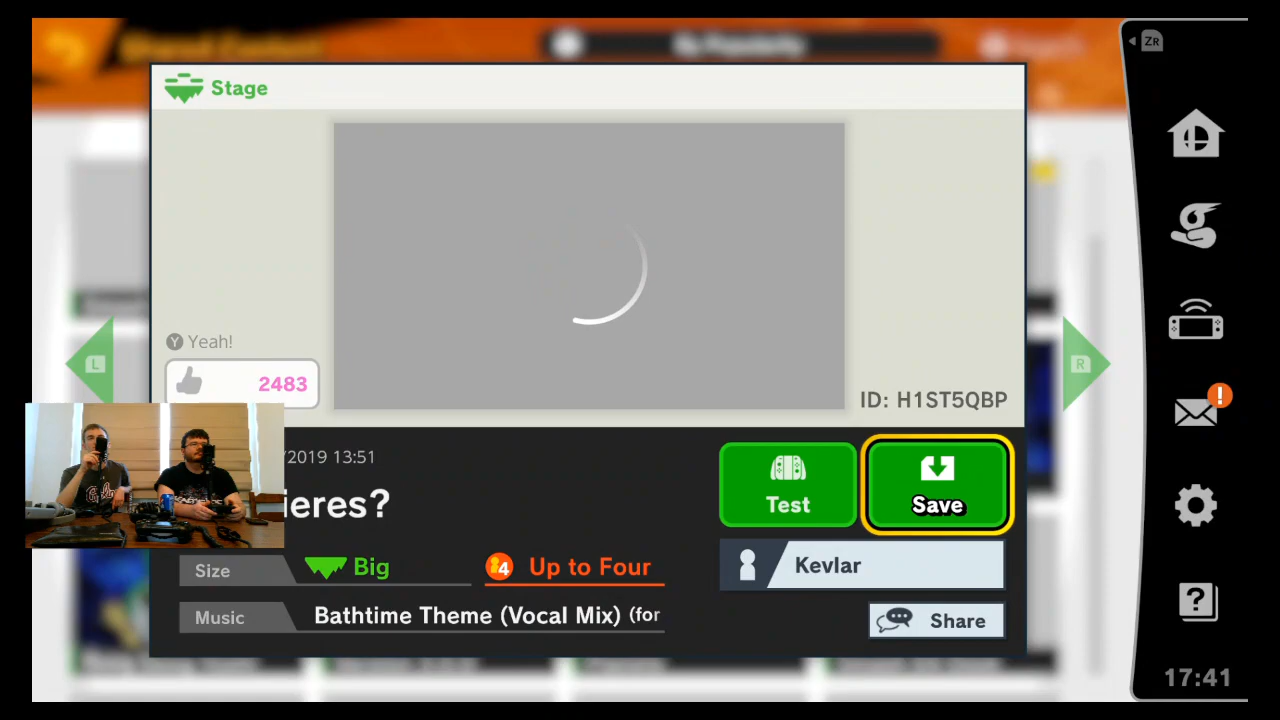 ZR
Stage
Y Yeah!
2483
ID: H1ST5QBP
L
R
!
/2019 13:51
ieres?
Test
Save
Size
Big
4
Up to Four
Kevlar
Music
Bathtime Theme (Vocal Mix) (for
Share
?
17:41